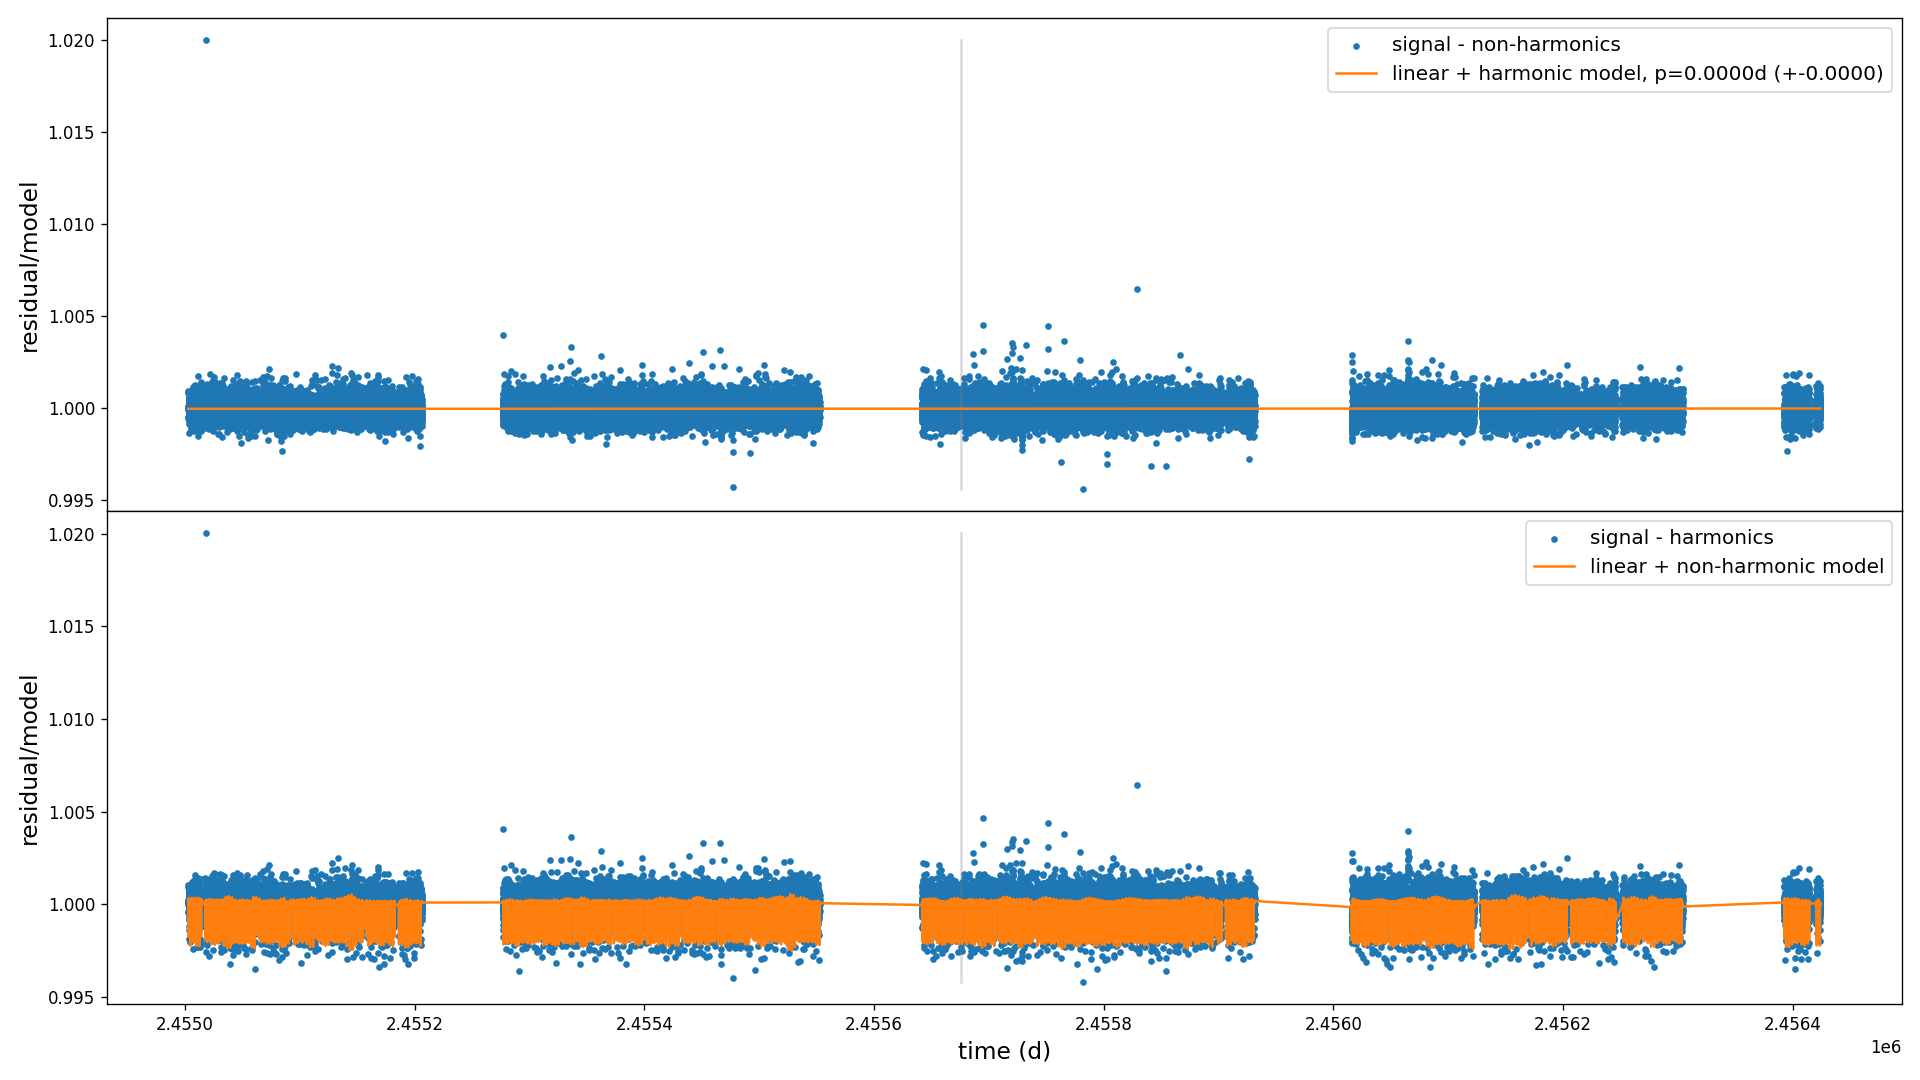 1.020
1.015
1.010
1.005
1.000
0.995
residual/model
signal - non-harmonics
linear + harmonic model, p=0.0000d (+-0.0000)
1.020
1.015
1.010
1.005
1.000
0.995
residual/model
signal - harmonics
linear + non-harmonic model
2.4550 2.4552 2.4554 2.4556 2.4558 2.4560 2.4562 2.4564
1e6
time (d)